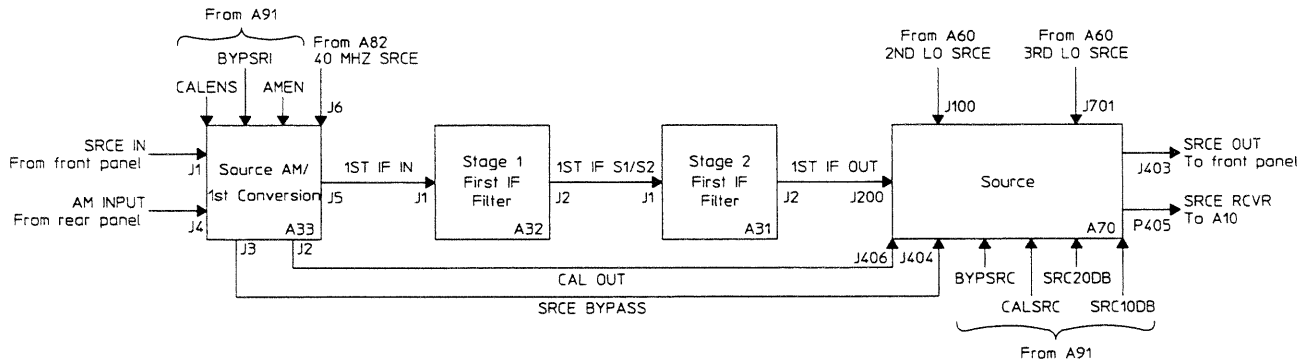 From A91
BYPSRI
CALENS
AMEN
From A82
40 MHZ SRCE
J6
From A60
2ND LO SRCE
From A60
3RD LO SRCE
J100
J701
SRCE IN
From front panel
J1
AM INPUT
From rear panel
J4
Source AM/
1st Conversion
A33
J3
J2
1ST IF IN
J5
J1
Stage 1
First IF
Filter
A32
1ST IF S1/S2
J2
J1
Stage 2
First IF
Filter
A31
1ST IF OUT
J2
J200
Source
A70
SRCE OUT
To front panel
J403
SRCE RCVR
To A10
P405
J406
J404
CAL OUT
SRCE BYPASS
BYPSRC
SRC20DB
CALSRC
SRC10DB
From A91